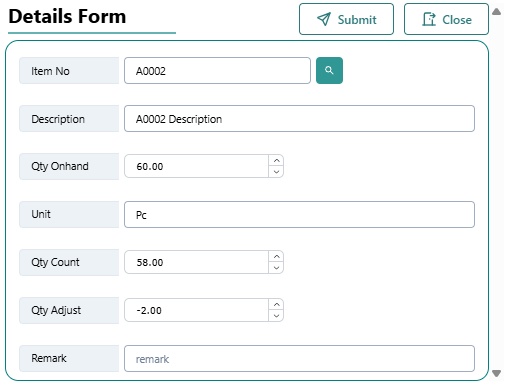 Details Form
Submit
Close
Item No
A0002
Description
A0002 Description
Qty Onhand
60.00
Unit
Pc
Qty Count
58.00
Qty Adjust
-2.00
Remark
remark